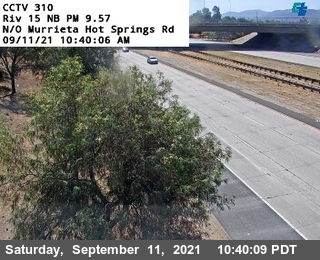 CCTV 310
Riv 15 NB PM 9.57
N/O Murrieta Hot Springs Rd
09/11/21 10:40:06 AM
Saturday, September 11, 2021 10:40:09 PDT